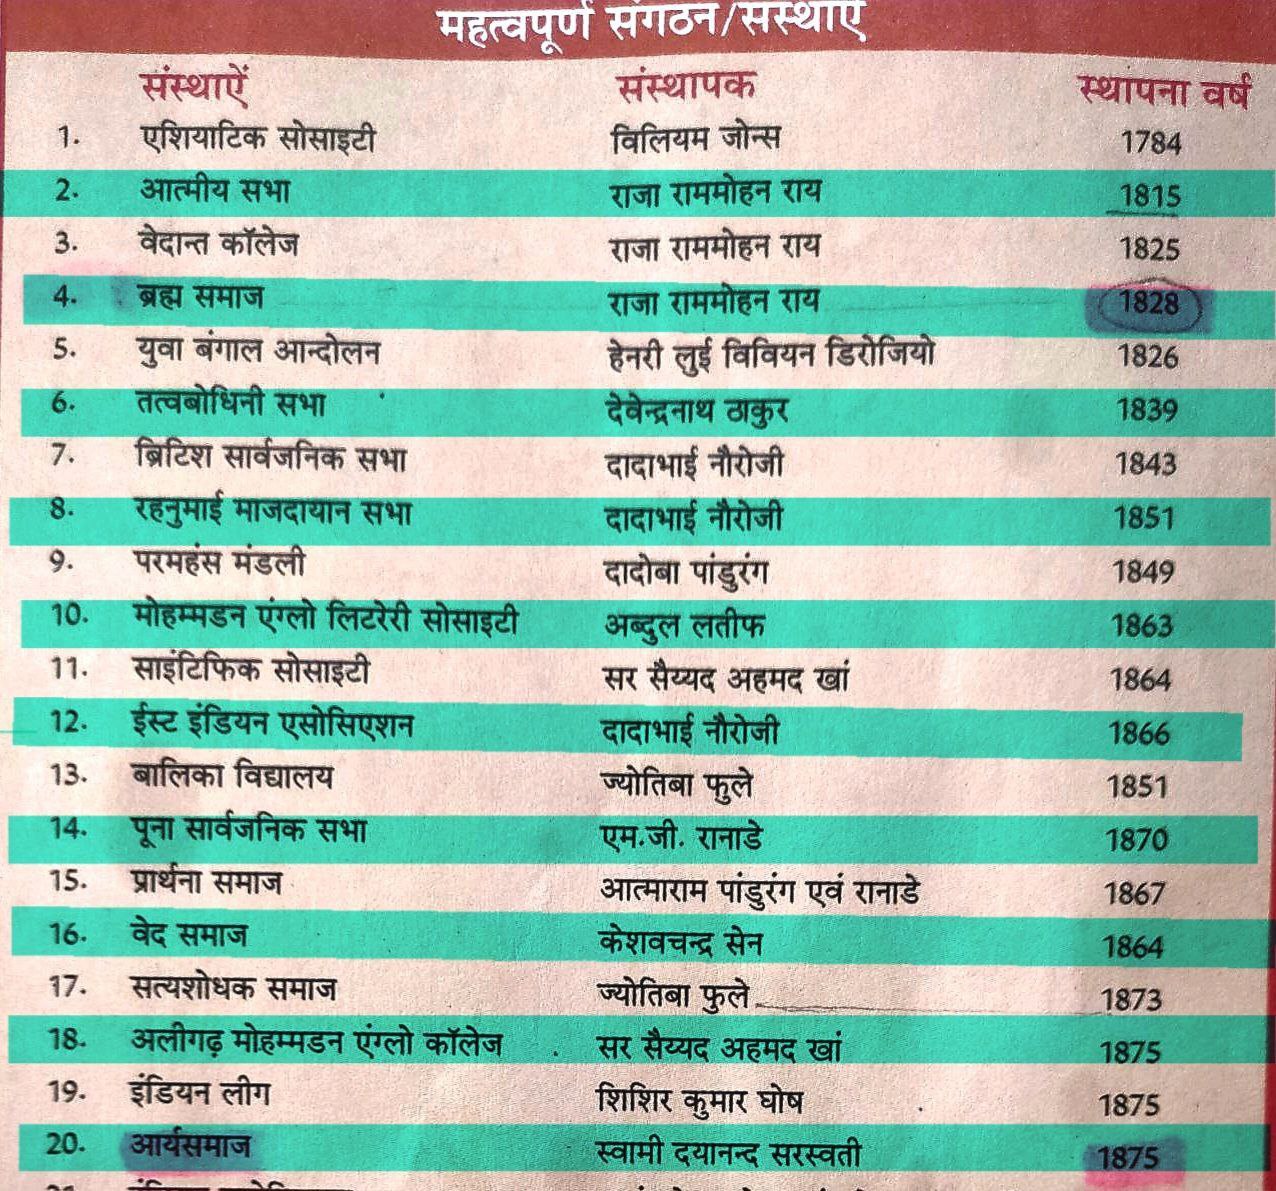 महत्वपूर्ण संगठन/संस्थाएं
संस्थाऐं संस्थापक स्थापना वर्ष
1. एशियाटिक सोसाइटी विलियम जोन्स 1784
2. आत्मीय सभा राजा राममोहन राय 1815
3. वेदान्त कॉलेज राजा राममोहन राय 1825
4. ब्रह्म समाज राजा राममोहन राय 1828
5. युवा बंगाल आन्दोलन हेनरी लुई विवियन डिरोजियो 1826
6. तत्वबोधिनी सभा देवेन्द्रनाथ ठाकुर 1839
7. ब्रिटिश सार्वजनिक सभा दादाभाई नौरोजी 1843
8. रहनुमाई माजदायान सभा दादाभाई नौरोजी 1851
9. परमहंस मंडली दादोबा पांडुरंग 1849
10. मोहम्मडन एंग्लो लिटरेरी सोसाइटी अब्दुल लतीफ 1863
11. साइंटिफिक सोसाइटी सर सैय्यद अहमद खां 1864
12. ईस्ट इंडियन एसोसिएशन दादाभाई नौरोजी 1866
13. बालिका विद्यालय ज्योतिबा फुले 1851
14. पूना सार्वजनिक सभा एम.जी. रानाडे 1870
15. प्रार्थना समाज आत्माराम पांडुरंग एवं रानाडे 1867
16. वेद समाज केशवचन्द्र सेन 1864
17. सत्यशोधक समाज ज्योतिबा फुले 1873
18. अलीगढ़ मोहम्मडन एंग्लो कॉलेज सर सैय्यद अहमद खां 1875
19. इंडियन लीग शिशिर कुमार घोष 1875
20. आर्यसमाज स्वामी दयानन्द सरस्वती 1875